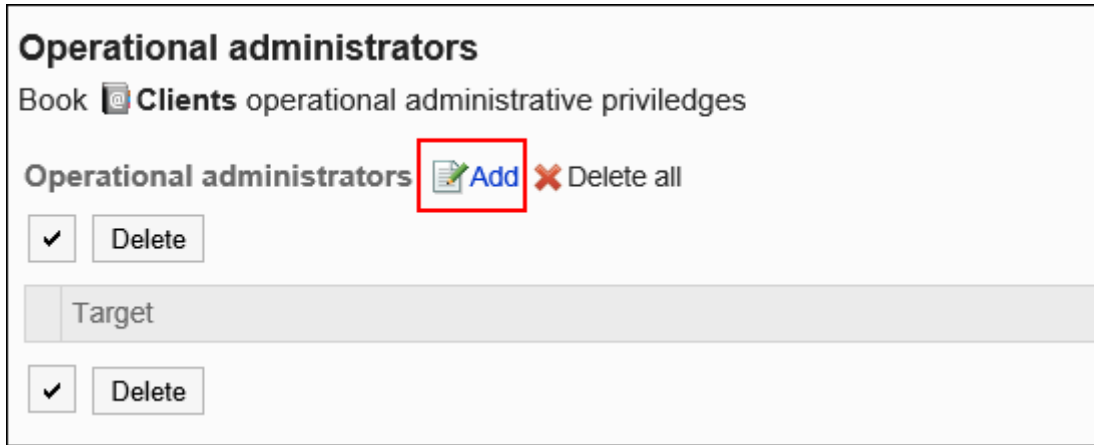 Operational administrators
Book Clients operational administrative priviledges
Operational administrators Add Delete all
Delete
Target
Delete